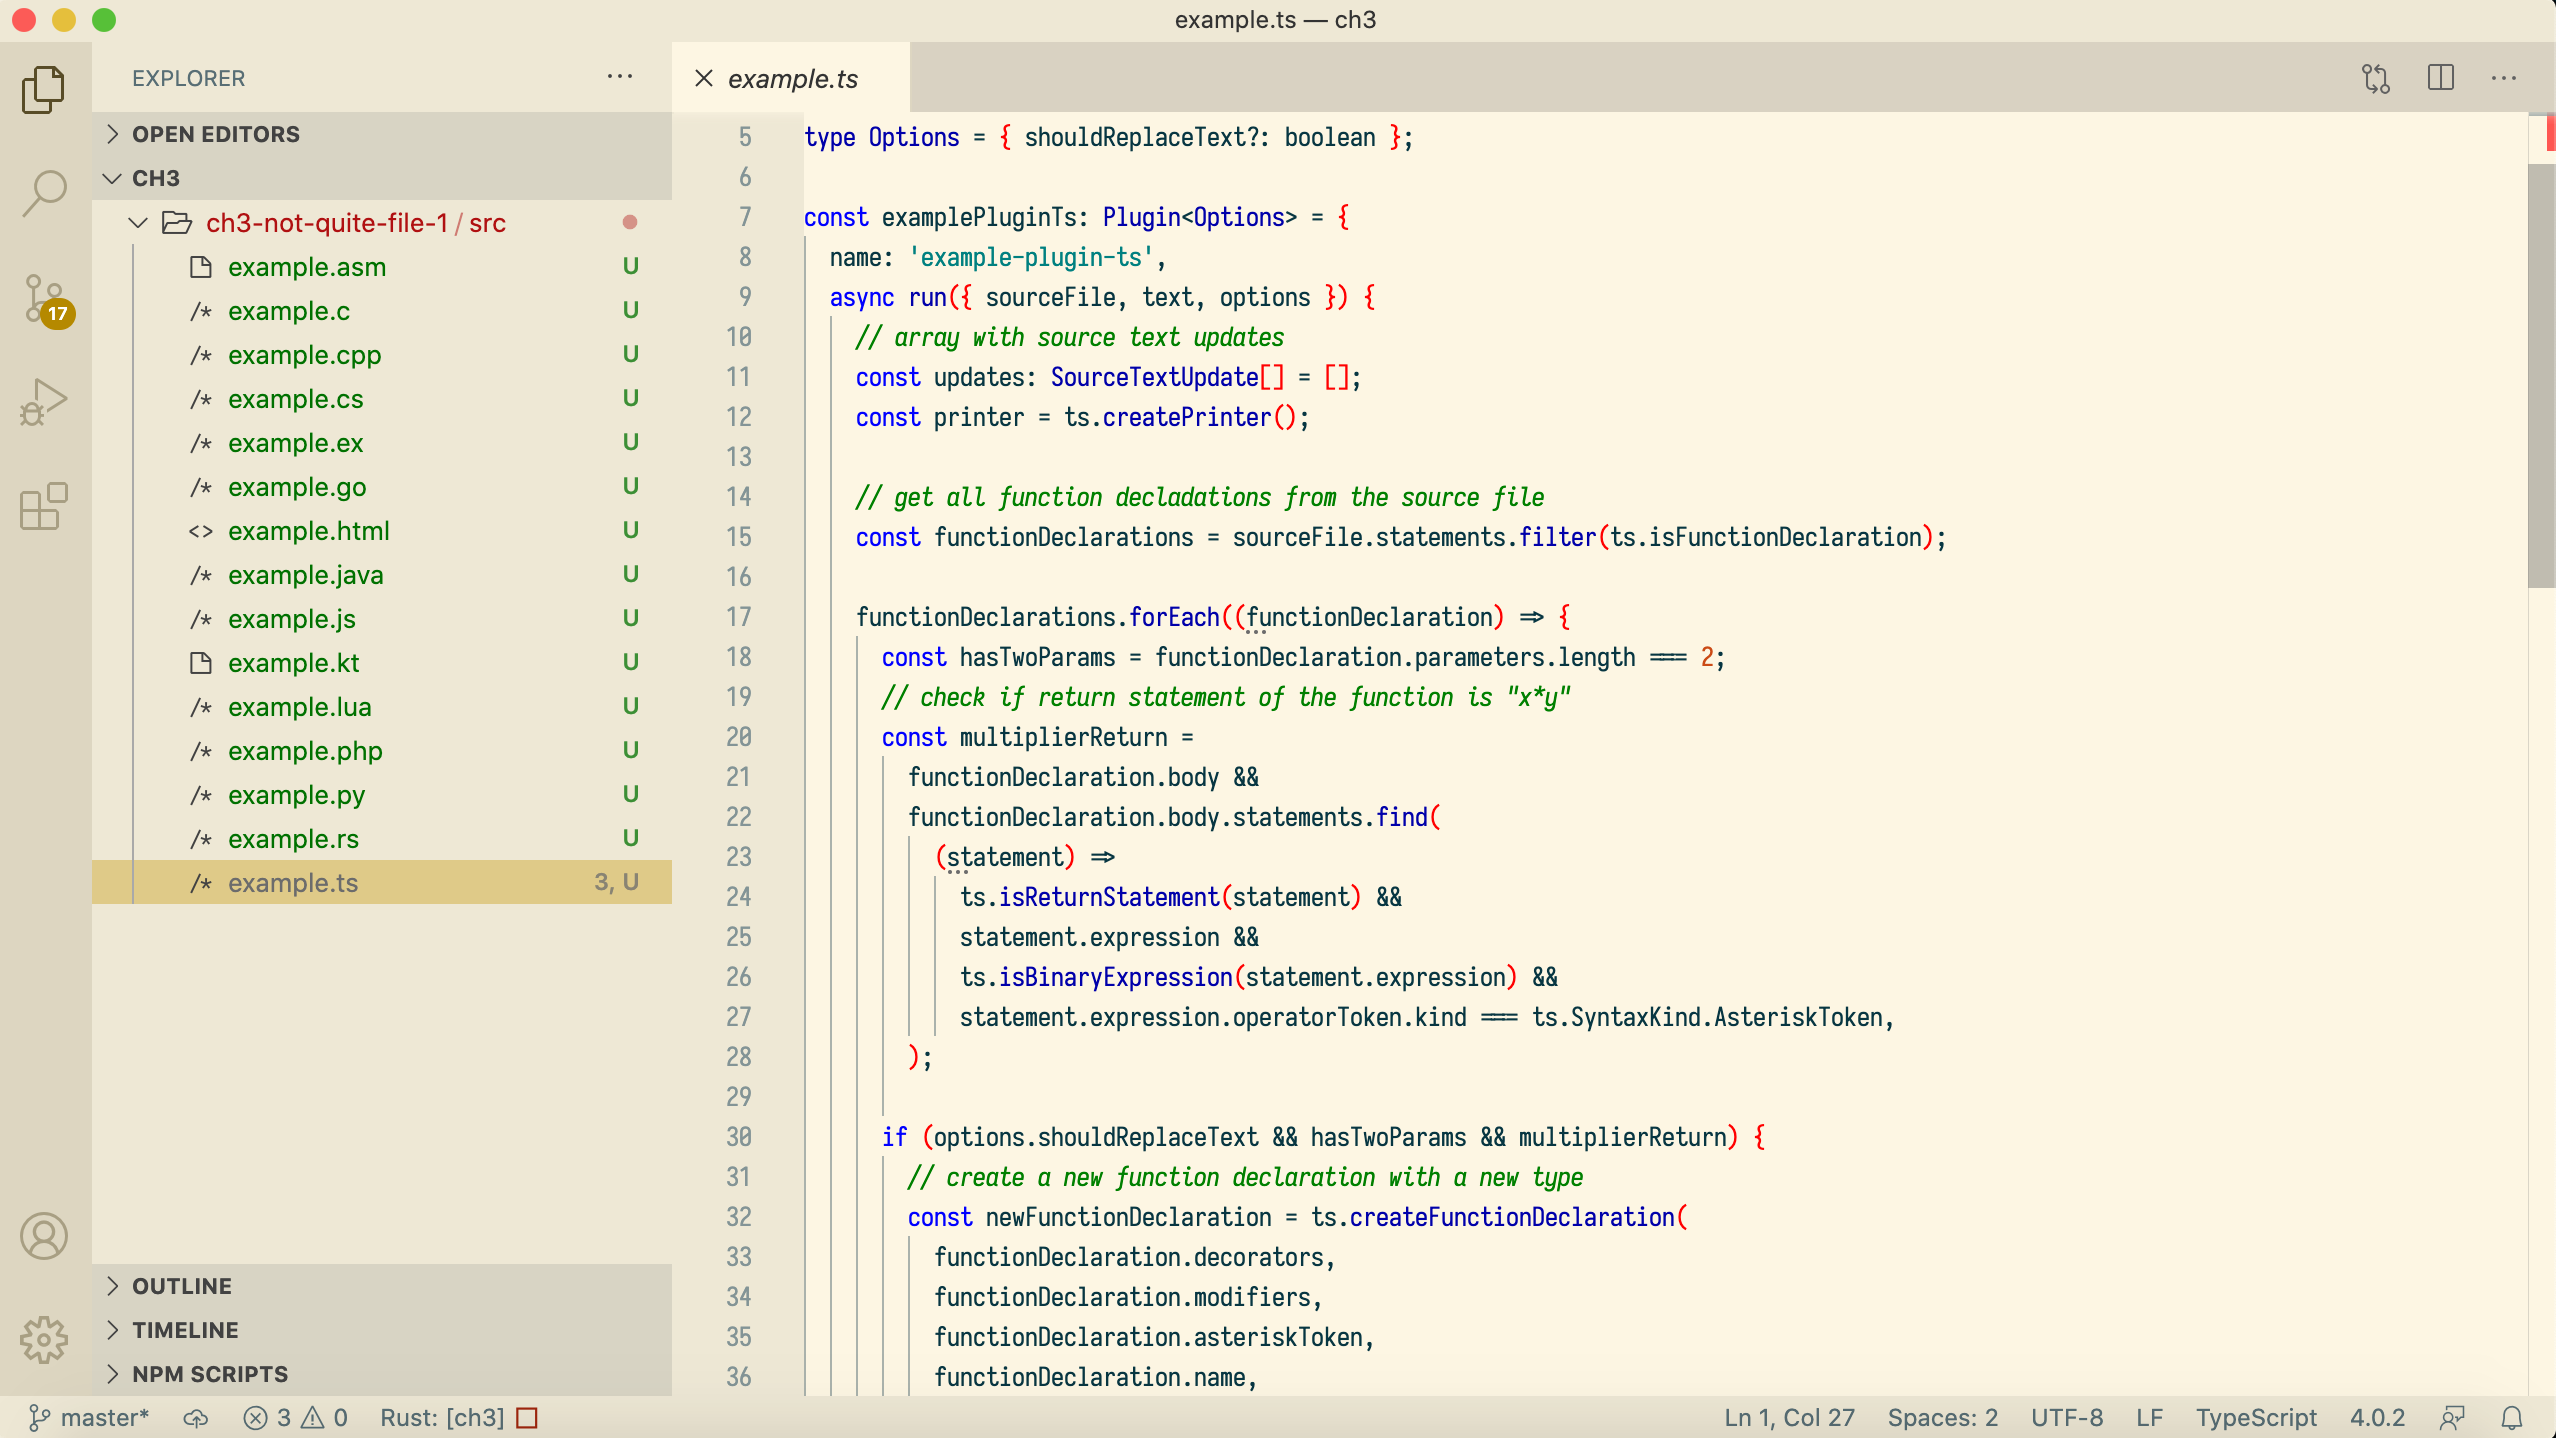 example.ts — ch3
EXPLORER
OPEN EDITORS
CH3
ch3-not-quite-file-1 / src
example.asm U
/* example.c U
/* example.cpp U
/* example.cs U
/* example.ex U
/* example.go U
<> example.html U
/* example.java U
/* example.js U
example.kt U
/* example.lua U
/* example.php U
/* example.py U
/* example.rs U
/* example.ts 3, U
OUTLINE
TIMELINE
NPM SCRIPTS
17
example.ts
5 type Options = { shouldReplaceText?: boolean };
6
7 const examplePluginTs: Plugin<Options> = {
8 name: 'example-plugin-ts',
9 async run({ sourceFile, text, options }) {
10 // array with source text updates
11 const updates: SourceTextUpdate[] = [];
12 const printer = ts.createPrinter();
13
14 // get all function decladations from the source file
15 const functionDeclarations = sourceFile.statements.filter(ts.isFunctionDeclaration);
16
17 functionDeclarations.forEach((functionDeclaration) => {
18 const hasTwoParams = functionDeclaration.parameters.length === 2;
19 // check if return statement of the function is "x*y"
20 const multiplierReturn =
21 functionDeclaration.body &&
22 functionDeclaration.body.statements.find(
23 (statement) =>
24 ts.isReturnStatement(statement) &&
25 statement.expression &&
26 ts.isBinaryExpression(statement.expression) &&
27 statement.expression.operatorToken.kind === ts.SyntaxKind.AsteriskToken,
28 );
29
30 if (options.shouldReplaceText && hasTwoParams && multiplierReturn) {
31 // create a new function declaration with a new type
32 const newFunctionDeclaration = ts.createFunctionDeclaration(
33 functionDeclaration.decorators,
34 functionDeclaration.modifiers,
35 functionDeclaration.asteriskToken,
36 functionDeclaration.name,
master* 3 0 Rust: [ch3] Ln 1, Col 27 Spaces: 2 UTF-8 LF TypeScript 4.0.2